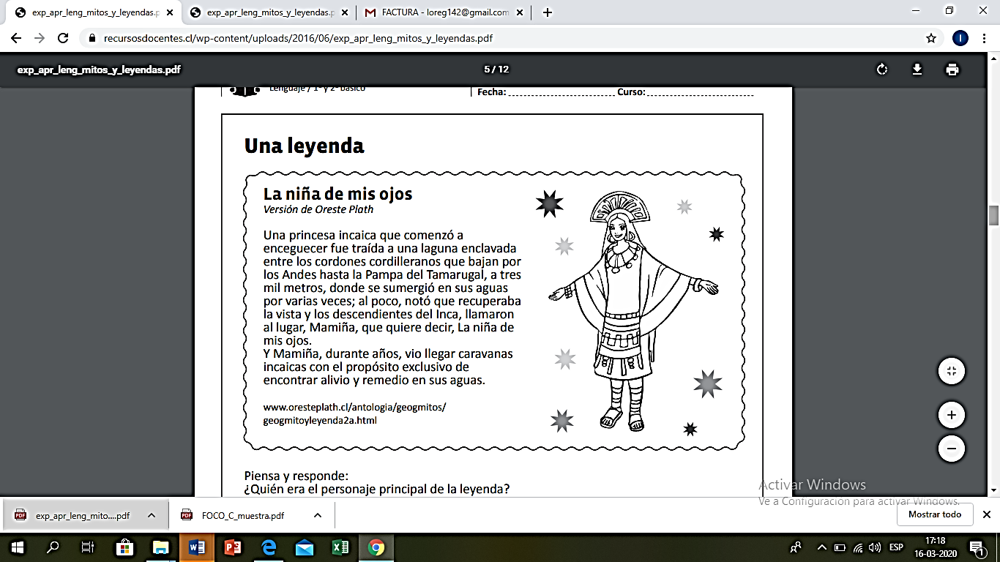 exp_apr_leng_mitos_y_leyendas.p
exp_apr_leng_mitos_y_leyendas.p
FACTURA - loreg142@gmail.com
recursosdocentes.cl/wp-content/uploads/2016/06/exp_apr_leng_mitos_y_leyendas.pdf
exp_apr_leng_mitos_y_leyendas.pdf
5 / 12
Lenguaje / 1º y 2º básico
Fecha: Curso:
Una leyenda
La niña de mis ojos
Versión de Oreste Plath
Una princesa incaica que comenzó a
enceguecer fue traída a una laguna enclavada
entre los cordones cordilleranos que bajan por
los Andes hasta la Pampa del Tamarugal, a tres
mil metros, donde se sumergió en sus aguas
por varias veces; al poco, notó que recuperaba
la vista y los descendientes del Inca, llamaron
al lugar, Mamiña, que quiere decir, La niña de
mis ojos.
Y Mamiña, durante años, vio llegar caravanas
incaicas con el propósito exclusivo de
encontrar alivio y remedio en sus aguas.
www.oresteplath.cl/antologia/geogmitos/
geogmitoyleyenda2a.html
Piensa y responde:
¿Quién era el personaje principal de la leyenda?
Activar Windows
Ve a Configuración para activar Windows.
exp_apr_leng_mito....pdf
FOCO_C_muestra.pdf
Mostrar todo
ESP
17:18
16-03-2020